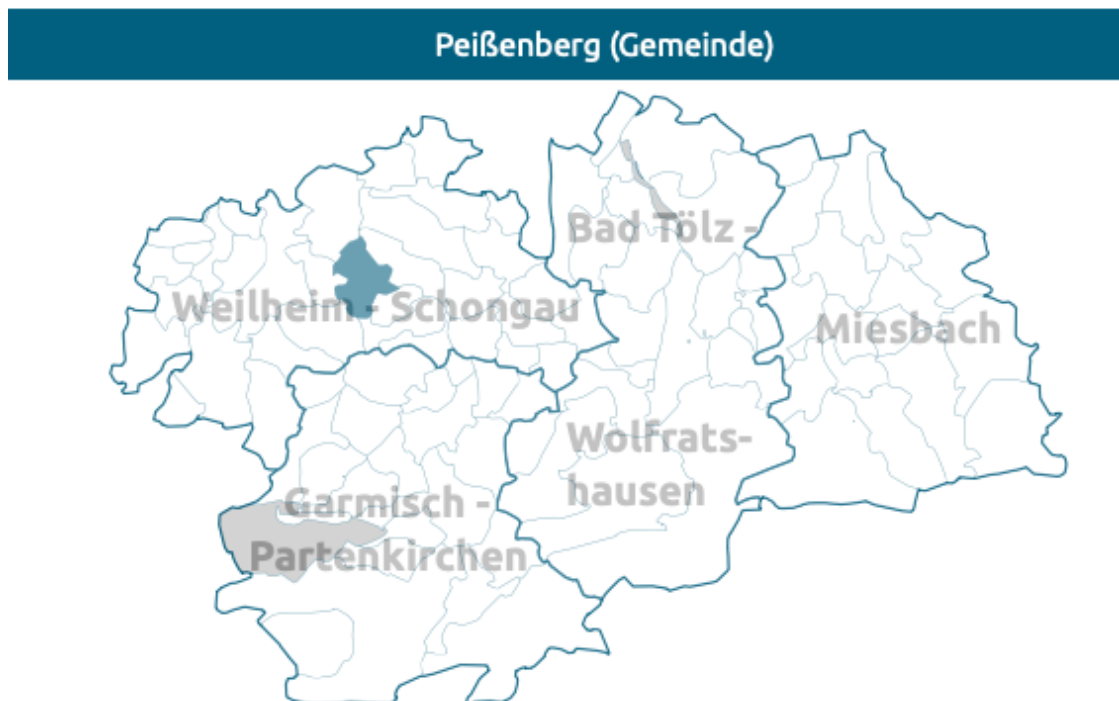 Peißenberg (Gemeinde)
Bad Tölz -
Weilheim - Schongau
Miesbach
Wolfrats-
hausen
Garmisch -
Partenkirchen